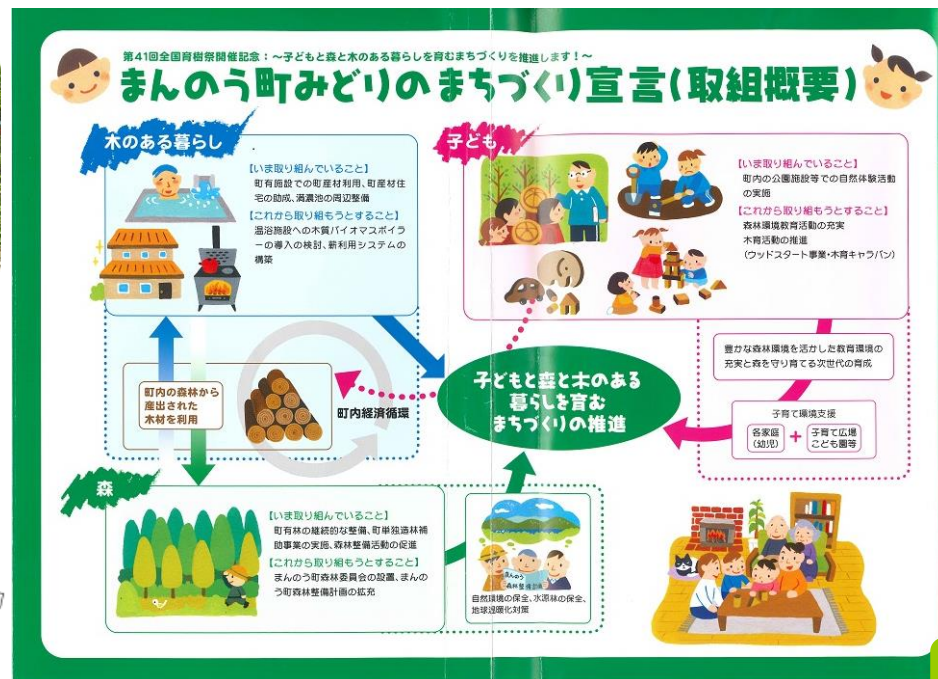 第41回全国育樹祭開催記念：～子どもと森と木のある暮らしを育むまちづくりを推進します！～
まんのう町みどりのまちづくり宣言(取組概要)
木のある暮らし
【いま取り組んでいること】
町有施設での町産材利用、町産材住
宅の助成、満濃池の周辺整備
【これから取り組もうとすること】
温浴施設への木質バイオマスボイラ
ーの導入の検討、薪利用システムの
構築
子ども
【いま取り組んでいること】
町内の公園施設等での自然体験活動
の実施
【これから取り組もうとすること】
森林環境教育活動の充実
木育活動の推進
(ウッドスタート事業・木育キャラバン)
町内の森林から
産出された
木材を利用
町内経済循環
子どもと森と木のある
暮らしを育む
まちづくりの推進
豊かな森林環境を活かした教育環境の
充実と森を守り育てる次世代の育成
子育て環境支援
各家庭
(幼児)
+
子育て広場
こども園等
森
【いま取り組んでいること】
町有林の継続的な整備、町単独造林補
助事業の実施、森林整備活動の促進
【これから取り組もうとすること】
まんのう町森林委員会の設置、まんの
う町森林整備計画の拡充
まんのう
森林整備計画
自然環境の保全、水源林の保全、
地球温暖化対策